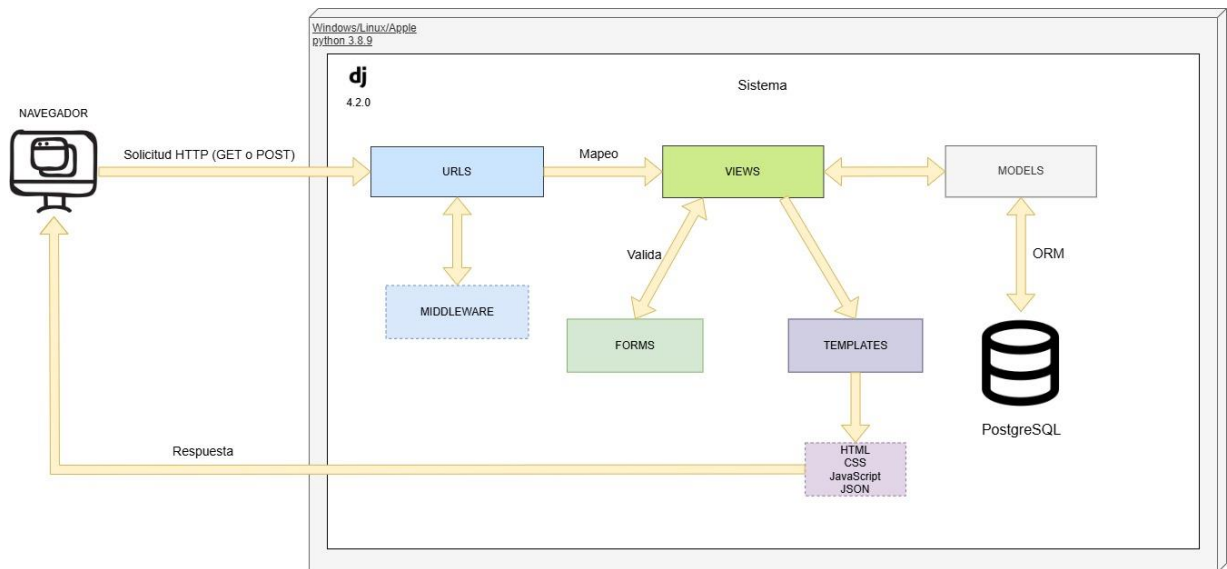 Windows/Linux/Apple
python 3.8.9
dj
4.2.0
Sistema
NAVEGADOR
Solicitud HTTP (GET o POST)
URLS
Mapeo
VIEWS
MODELS
Valida
ORM
MIDDLEWARE
FORMS
TEMPLATES
PostgreSQL
Respuesta
HTML
CSS
JavaScript
JSON